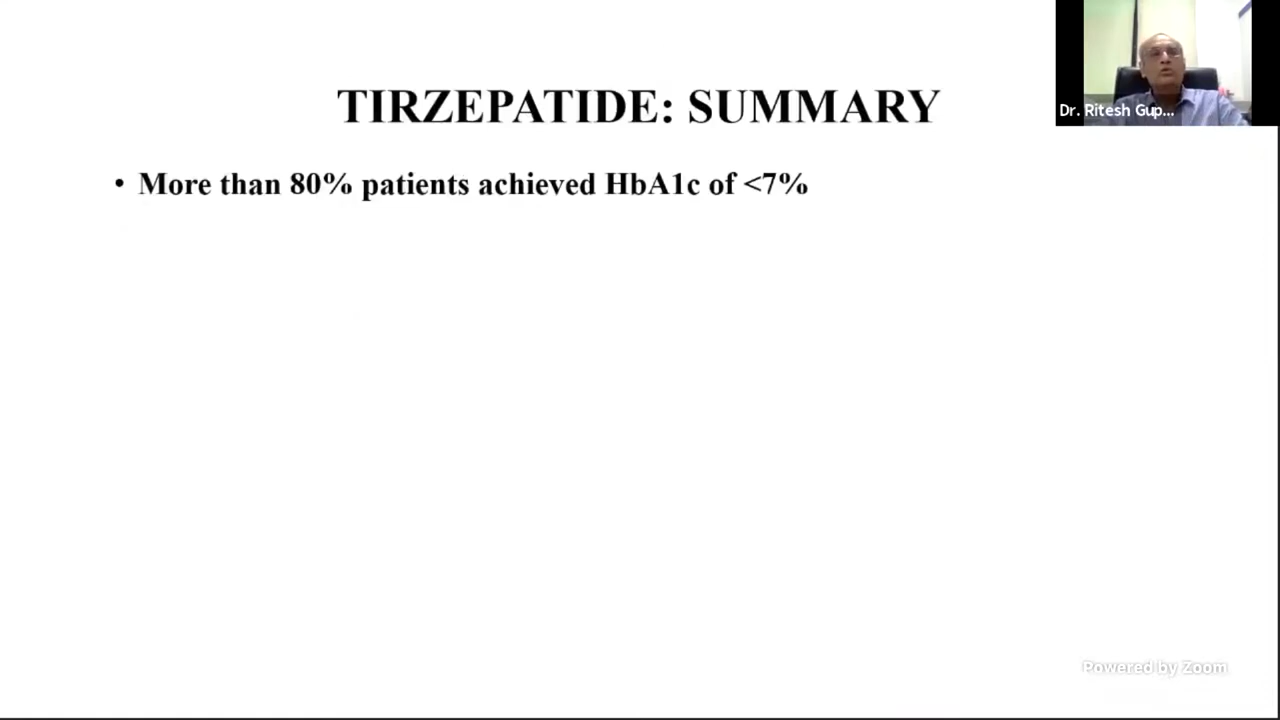 TIRZEPATIDE: SUMMARY
• More than 80% patients achieved HbA1c of <7%
Dr. Ritesh Gup...
Powered by Zoom